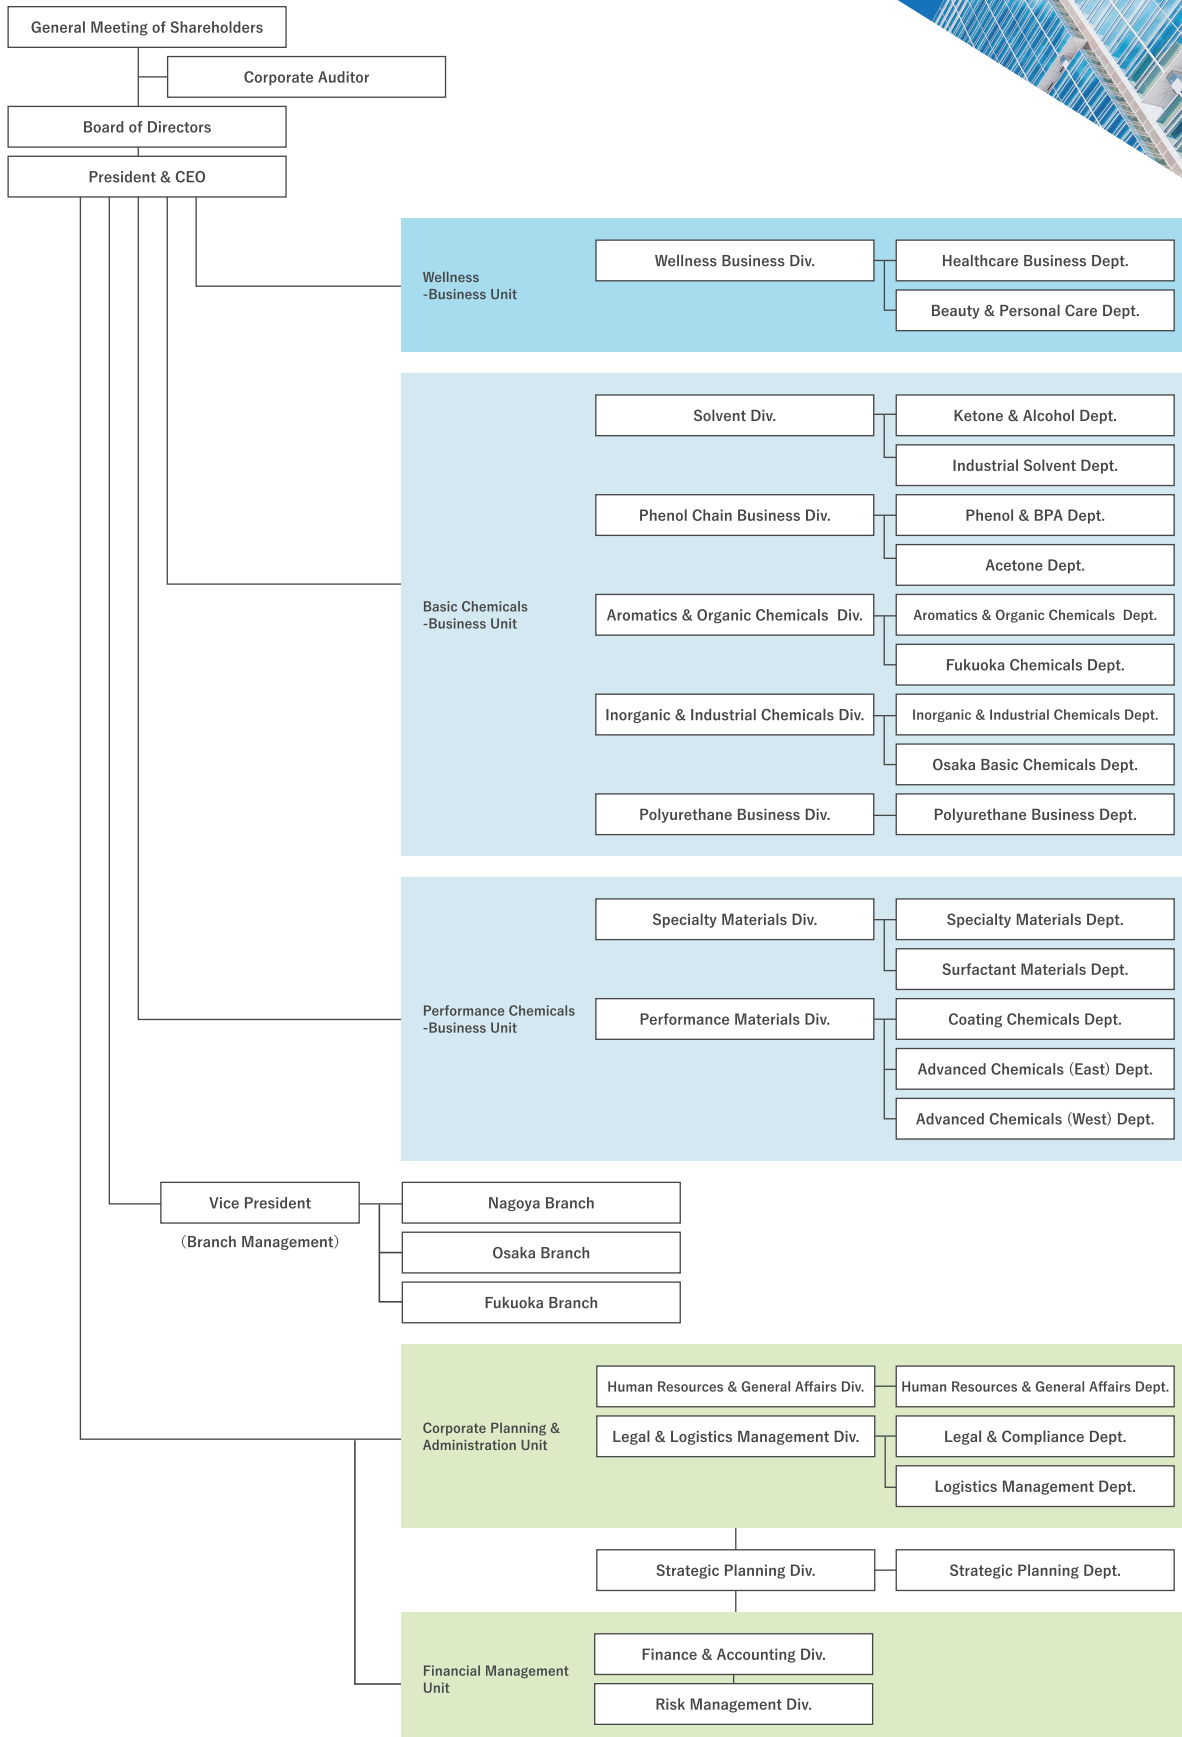 General Meeting of Shareholders
Corporate Auditor
Board of Directors
President & CEO
Wellness
-Business Unit
Wellness Business Div.
Healthcare Business Dept.
Beauty & Personal Care Dept.
Basic Chemicals
-Business Unit
Solvent Div.
Ketone & Alcohol Dept.
Industrial Solvent Dept.
Phenol Chain Business Div.
Phenol & BPA Dept.
Acetone Dept.
Aromatics & Organic Chemicals Div.
Aromatics & Organic Chemicals Dept.
Fukuoka Chemicals Dept.
Inorganic & Industrial Chemicals Div.
Inorganic & Industrial Chemicals Dept.
Osaka Basic Chemicals Dept.
Polyurethane Business Div.
Polyurethane Business Dept.
Performance Chemicals
-Business Unit
Specialty Materials Div.
Specialty Materials Dept.
Surfactant Materials Dept.
Performance Materials Div.
Coating Chemicals Dept.
Advanced Chemicals (East) Dept.
Advanced Chemicals (West) Dept.
Vice President
(Branch Management)
Nagoya Branch
Osaka Branch
Fukuoka Branch
Corporate Planning &
Administration Unit
Human Resources & General Affairs Div.
Human Resources & General Affairs Dept.
Legal & Logistics Management Div.
Legal & Compliance Dept.
Logistics Management Dept.
Strategic Planning Div.
Strategic Planning Dept.
Financial Management
Unit
Finance & Accounting Div.
Risk Management Div.